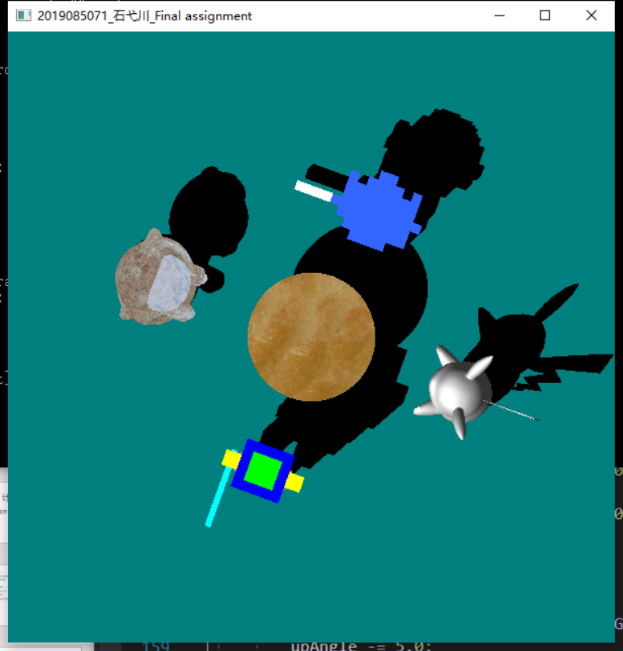 2019085071_石弋川_Final assignment
159
upAngle -= 5.0;